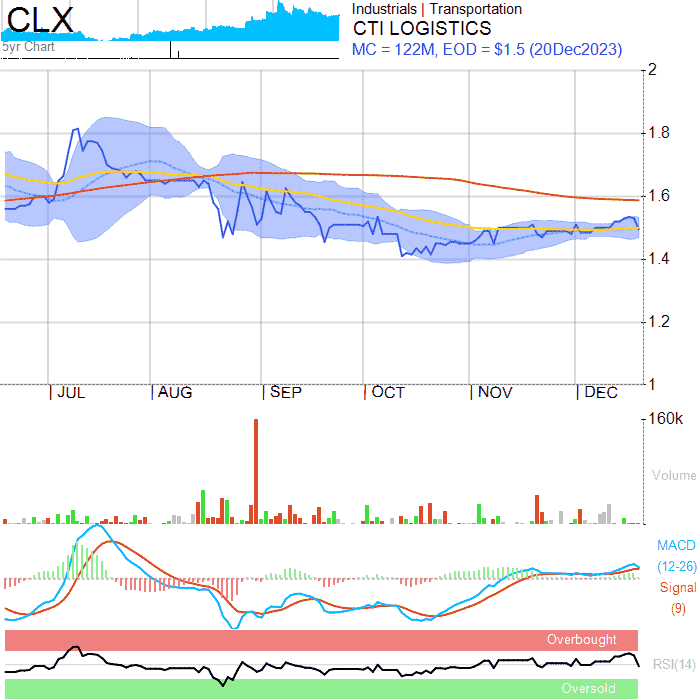 CLX
5yr Chart
Industrials | Transportation
CTI LOGISTICS
MC = 122M, EOD = $1.5 (20Dec2023)
2
1.8
1.6
1.4
1.2
1
JUL AUG SEP OCT NOV DEC
160k
Volume
MACD
(12-26)
Signal
(9)
Overbought
RSI(14)
Oversold